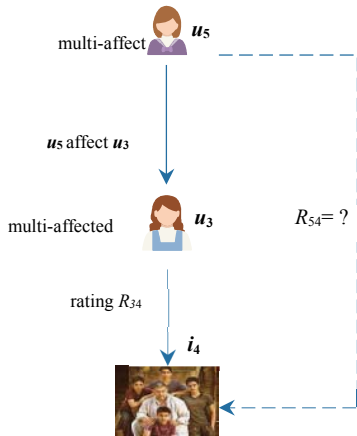 u5
multi-affect
u5 affect u3
multi-affected
u3
R54= ?
rating R34
i4